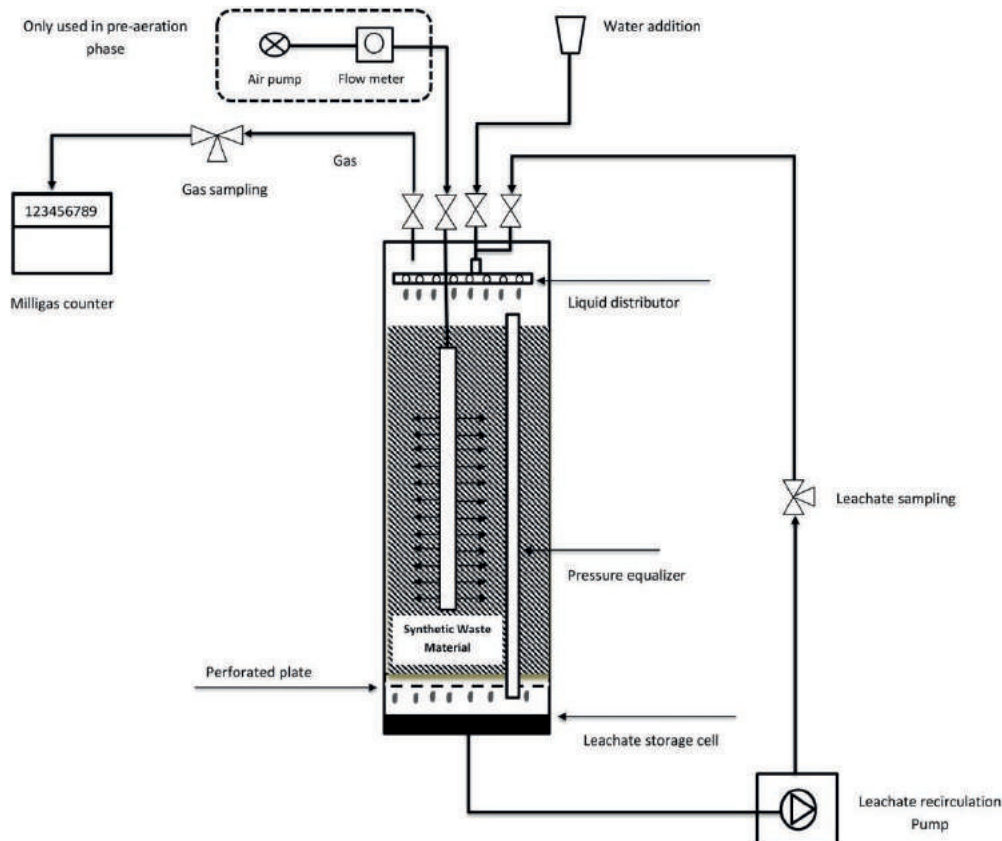 Only used in pre-aeration
phase
Air pump
Flow meter
Water addition
Gas
Gas sampling
123456789
Milligas counter
Liquid distributor
Leachate sampling
Pressure equalizer
Synthetic Waste
Material
Perforated plate
Leachate storage cell
Leachate recirculation
Pump